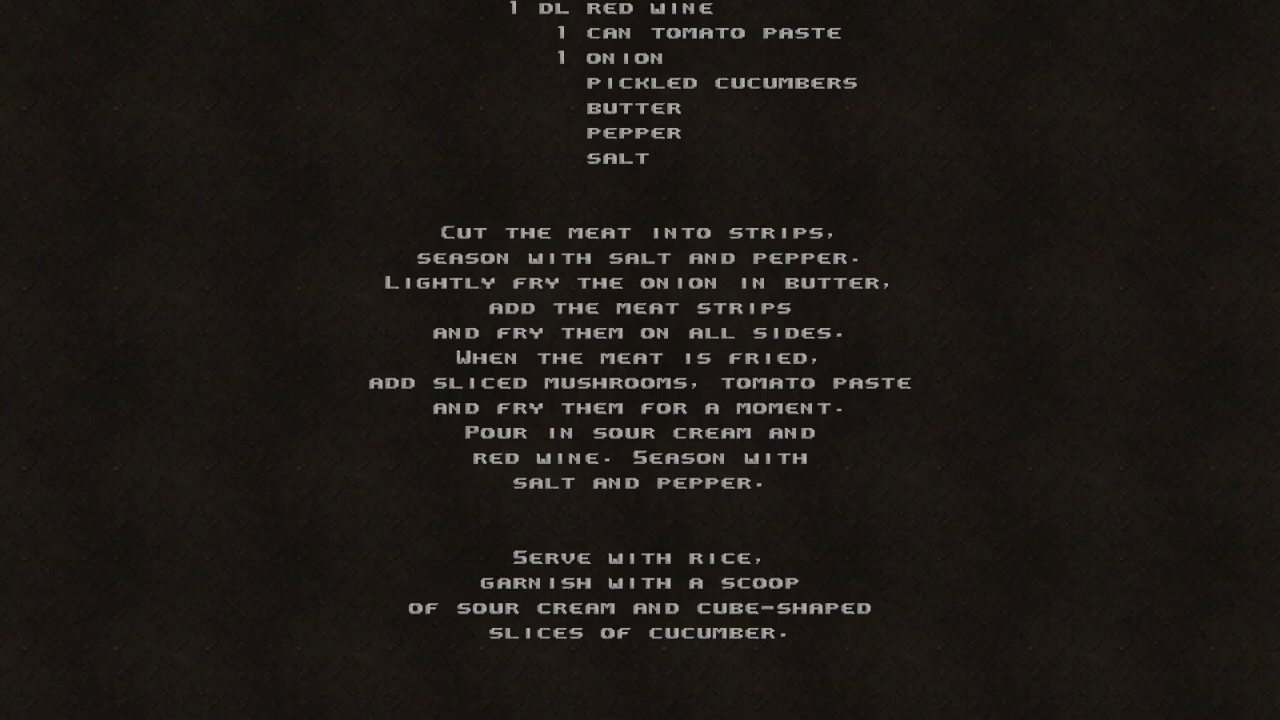 1 DL RED WINE
1 CAN TOMATO PASTE
1 ONION
PICKLED CUCUMBERS
BUTTER
PEPPER
SALT
CUT THE MEAT INTO STRIPS,
SEASON WITH SALT AND PEPPER.
LIGHTLY FRY THE ONION IN BUTTER,
ADD THE MEAT STRIPS
AND FRY THEM ON ALL SIDES.
WHEN THE MEAT IS FRIED,
ADD SLICED MUSHROOMS, TOMATO PASTE
AND FRY THEM FOR A MOMENT.
POUR IN SOUR CREAM AND
RED WINE. SEASON WITH
SALT AND PEPPER.
SERVE WITH RICE,
GARNISH WITH A SCOOP
OF SOUR CREAM AND CUBE-SHAPED
SLICES OF CUCUMBER.